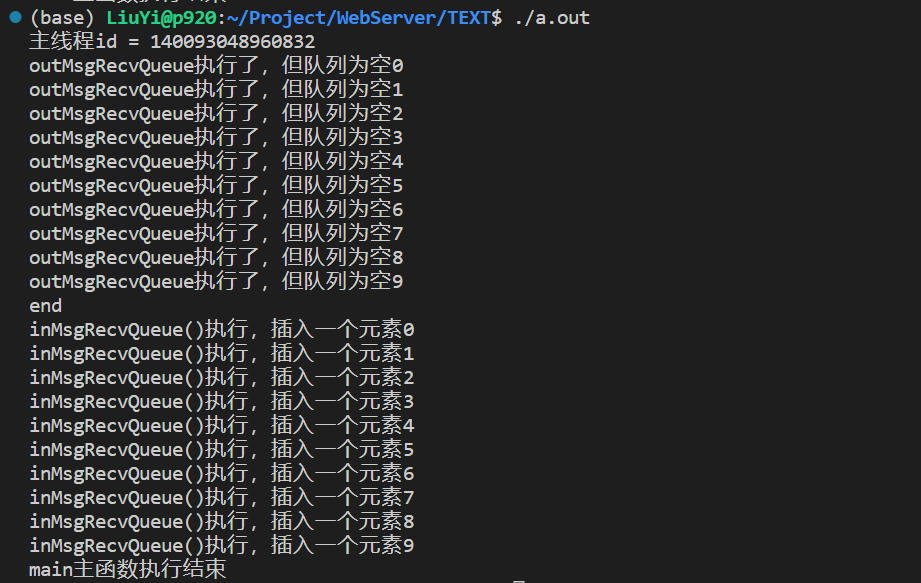 (base) LiuYi@p920:~/Project/WebServer/TEXT$ ./a.out
主线程id = 140093048960832
outMsgRecvQueue执行了，但队列为空0
outMsgRecvQueue执行了，但队列为空1
outMsgRecvQueue执行了，但队列为空2
outMsgRecvQueue执行了，但队列为空3
outMsgRecvQueue执行了，但队列为空4
outMsgRecvQueue执行了，但队列为空5
outMsgRecvQueue执行了，但队列为空6
outMsgRecvQueue执行了，但队列为空7
outMsgRecvQueue执行了，但队列为空8
outMsgRecvQueue执行了，但队列为空9
end
inMsgRecvQueue()执行，插入一个元素0
inMsgRecvQueue()执行，插入一个元素1
inMsgRecvQueue()执行，插入一个元素2
inMsgRecvQueue()执行，插入一个元素3
inMsgRecvQueue()执行，插入一个元素4
inMsgRecvQueue()执行，插入一个元素5
inMsgRecvQueue()执行，插入一个元素6
inMsgRecvQueue()执行，插入一个元素7
inMsgRecvQueue()执行，插入一个元素8
inMsgRecvQueue()执行，插入一个元素9
main主函数执行结束